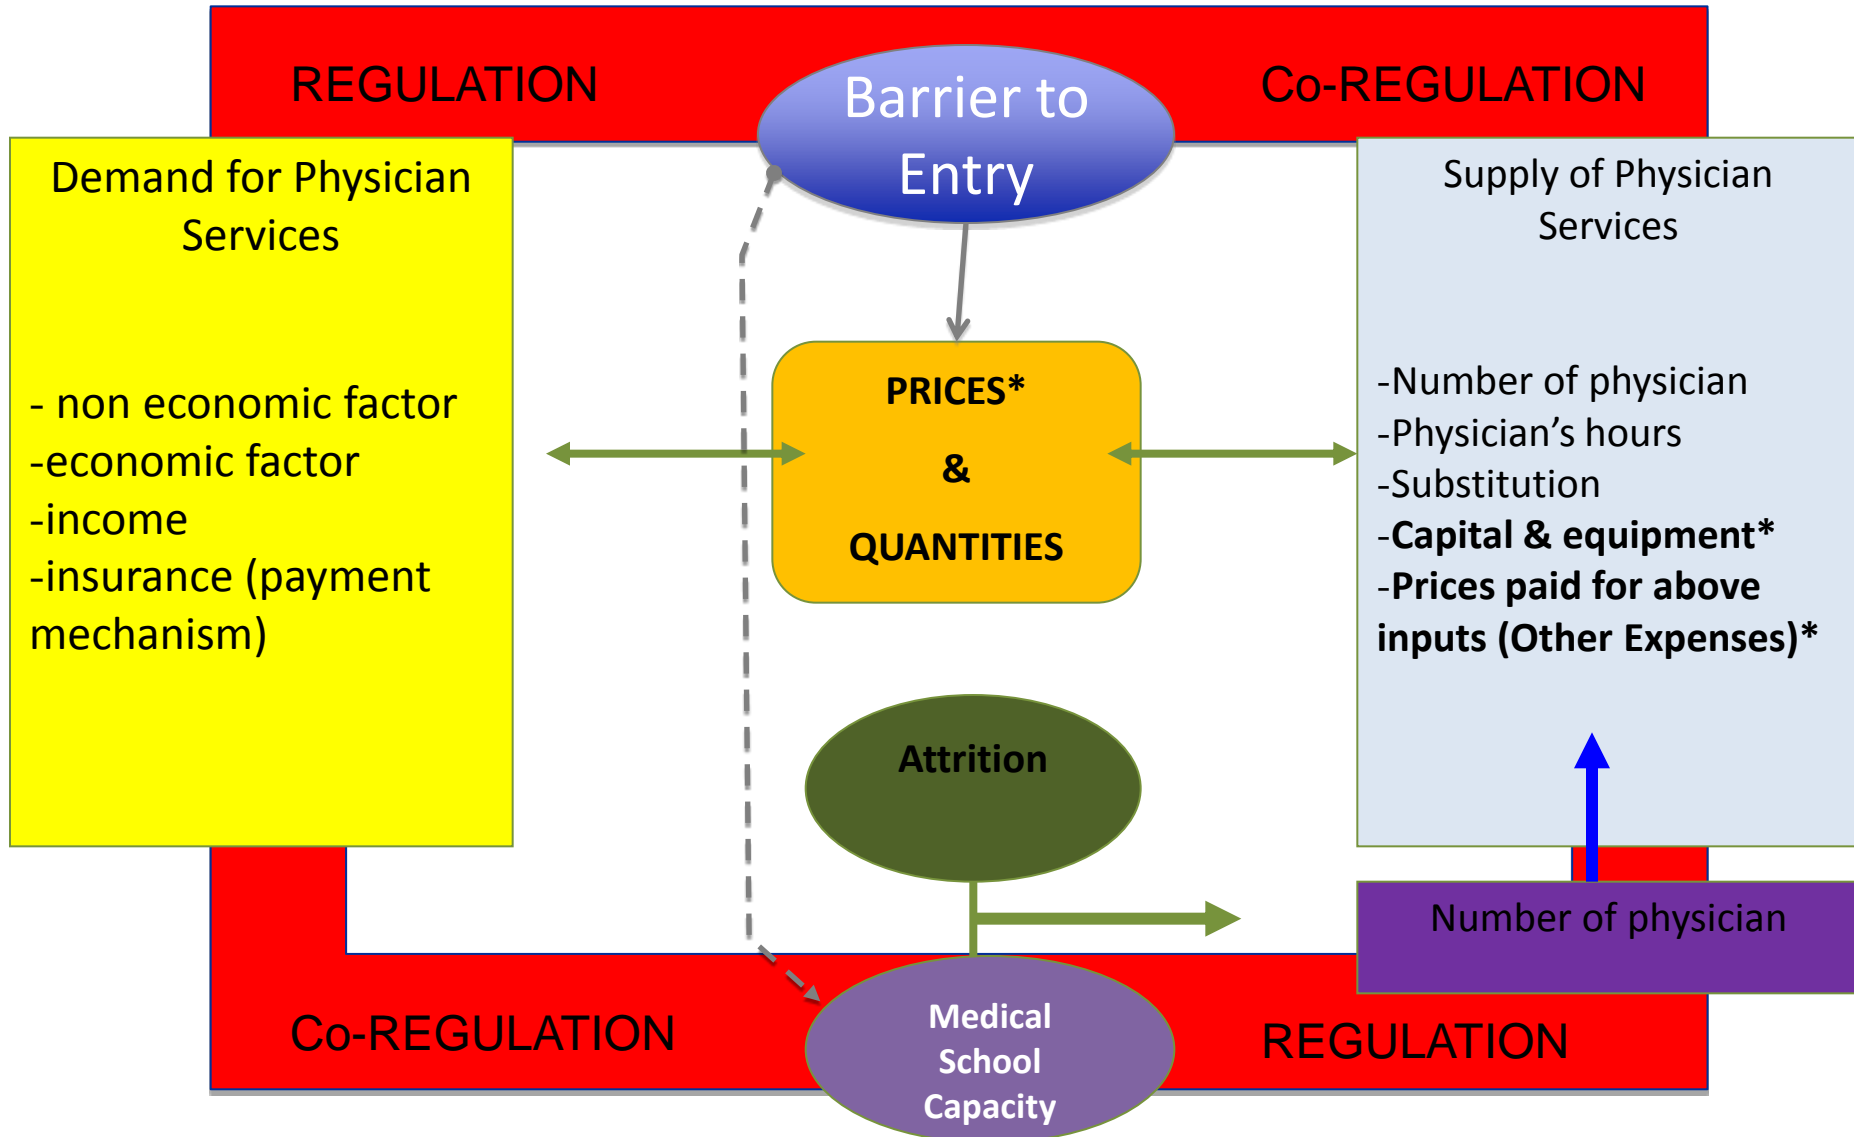 REGULATION
Barrier to
Entry
Co-REGULATION
Demand for Physician
Services
- non economic factor
-economic factor
-income
-insurance (payment
mechanism)
PRICES*
&
QUANTITIES
Supply of Physician
Services
-Number of physician
-Physician’s hours
-Substitution
-Capital & equipment*
-Prices paid for above
inputs (Other Expenses)*
Attrition
Number of physician
Co-REGULATION
Medical
School
Capacity
REGULATION